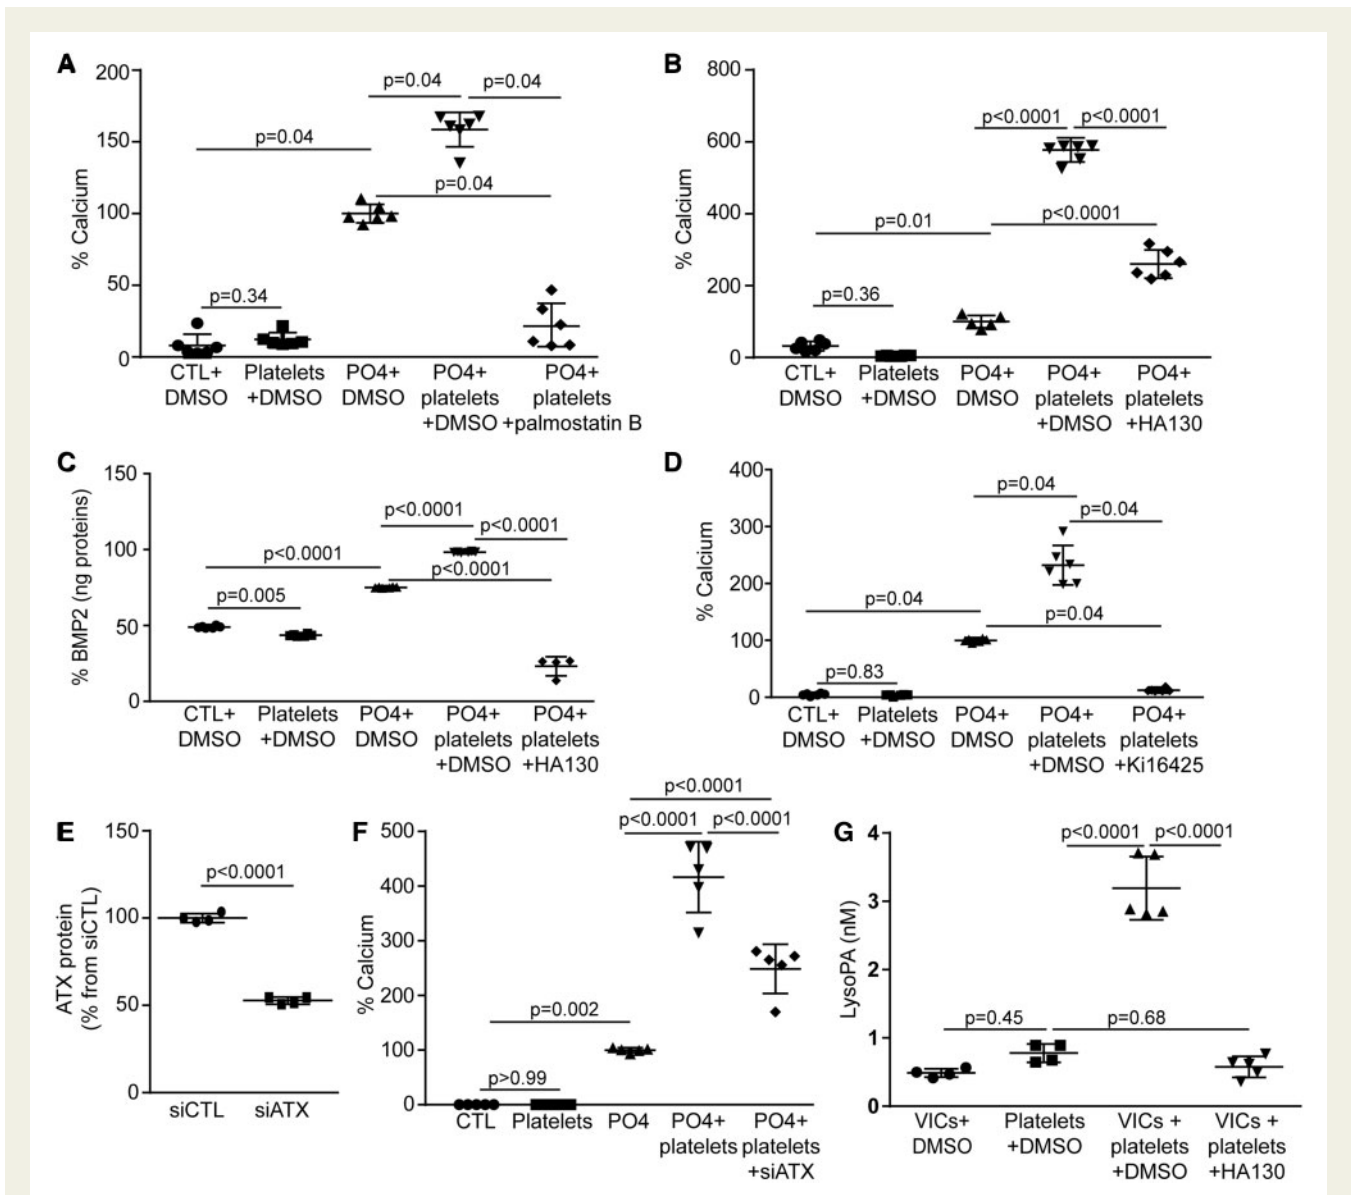 A
% Calcium
200
150
100
50
0
p=0.04
p=0.04
p=0.04
p=0.04
p=0.34
CTL+
DMSO
Platelets
+DMSO
PO4+
DMSO
PO4+
platelets
+DMSO
PO4+
platelets
+palmostatin B
B
% Calcium
800
600
400
200
0
p<0.0001
p<0.0001
p=0.01
p<0.0001
p=0.36
CTL+
DMSO
Platelets
+DMSO
PO4+
DMSO
PO4+
platelets
+DMSO
PO4+
platelets
+HA130
C
% BMP2 (ng proteins)
150
100
50
0
p<0.0001
p<0.0001
p<0.0001
p<0.0001
p=0.005
CTL+
DMSO
Platelets
+DMSO
PO4+
DMSO
PO4+
platelets
+DMSO
PO4+
platelets
+HA130
D
% Calcium
400
300
200
100
0
p=0.04
p=0.04
p=0.04
p=0.04
p=0.83
CTL+
DMSO
Platelets
+DMSO
PO4+
DMSO
PO4+
platelets
+DMSO
PO4+
platelets
+Ki16425
E
ATX protein
(% from siCTL)
150
100
50
0
p<0.0001
siCTL
siATX
F
% Calcium
500
400
300
200
100
0
p<0.0001
p<0.0001
p<0.0001
p=0.002
p>0.99
CTL
Platelets
PO4
PO4+
platelets
PO4+
platelets
+siATX
G
LysoPA (nM)
4
3
2
1
0
p<0.0001
p<0.0001
p=0.45
p=0.68
VICs+
DMSO
Platelets
+DMSO
VICs +
platelets
+DMSO
VICs +
platelets
+HA130